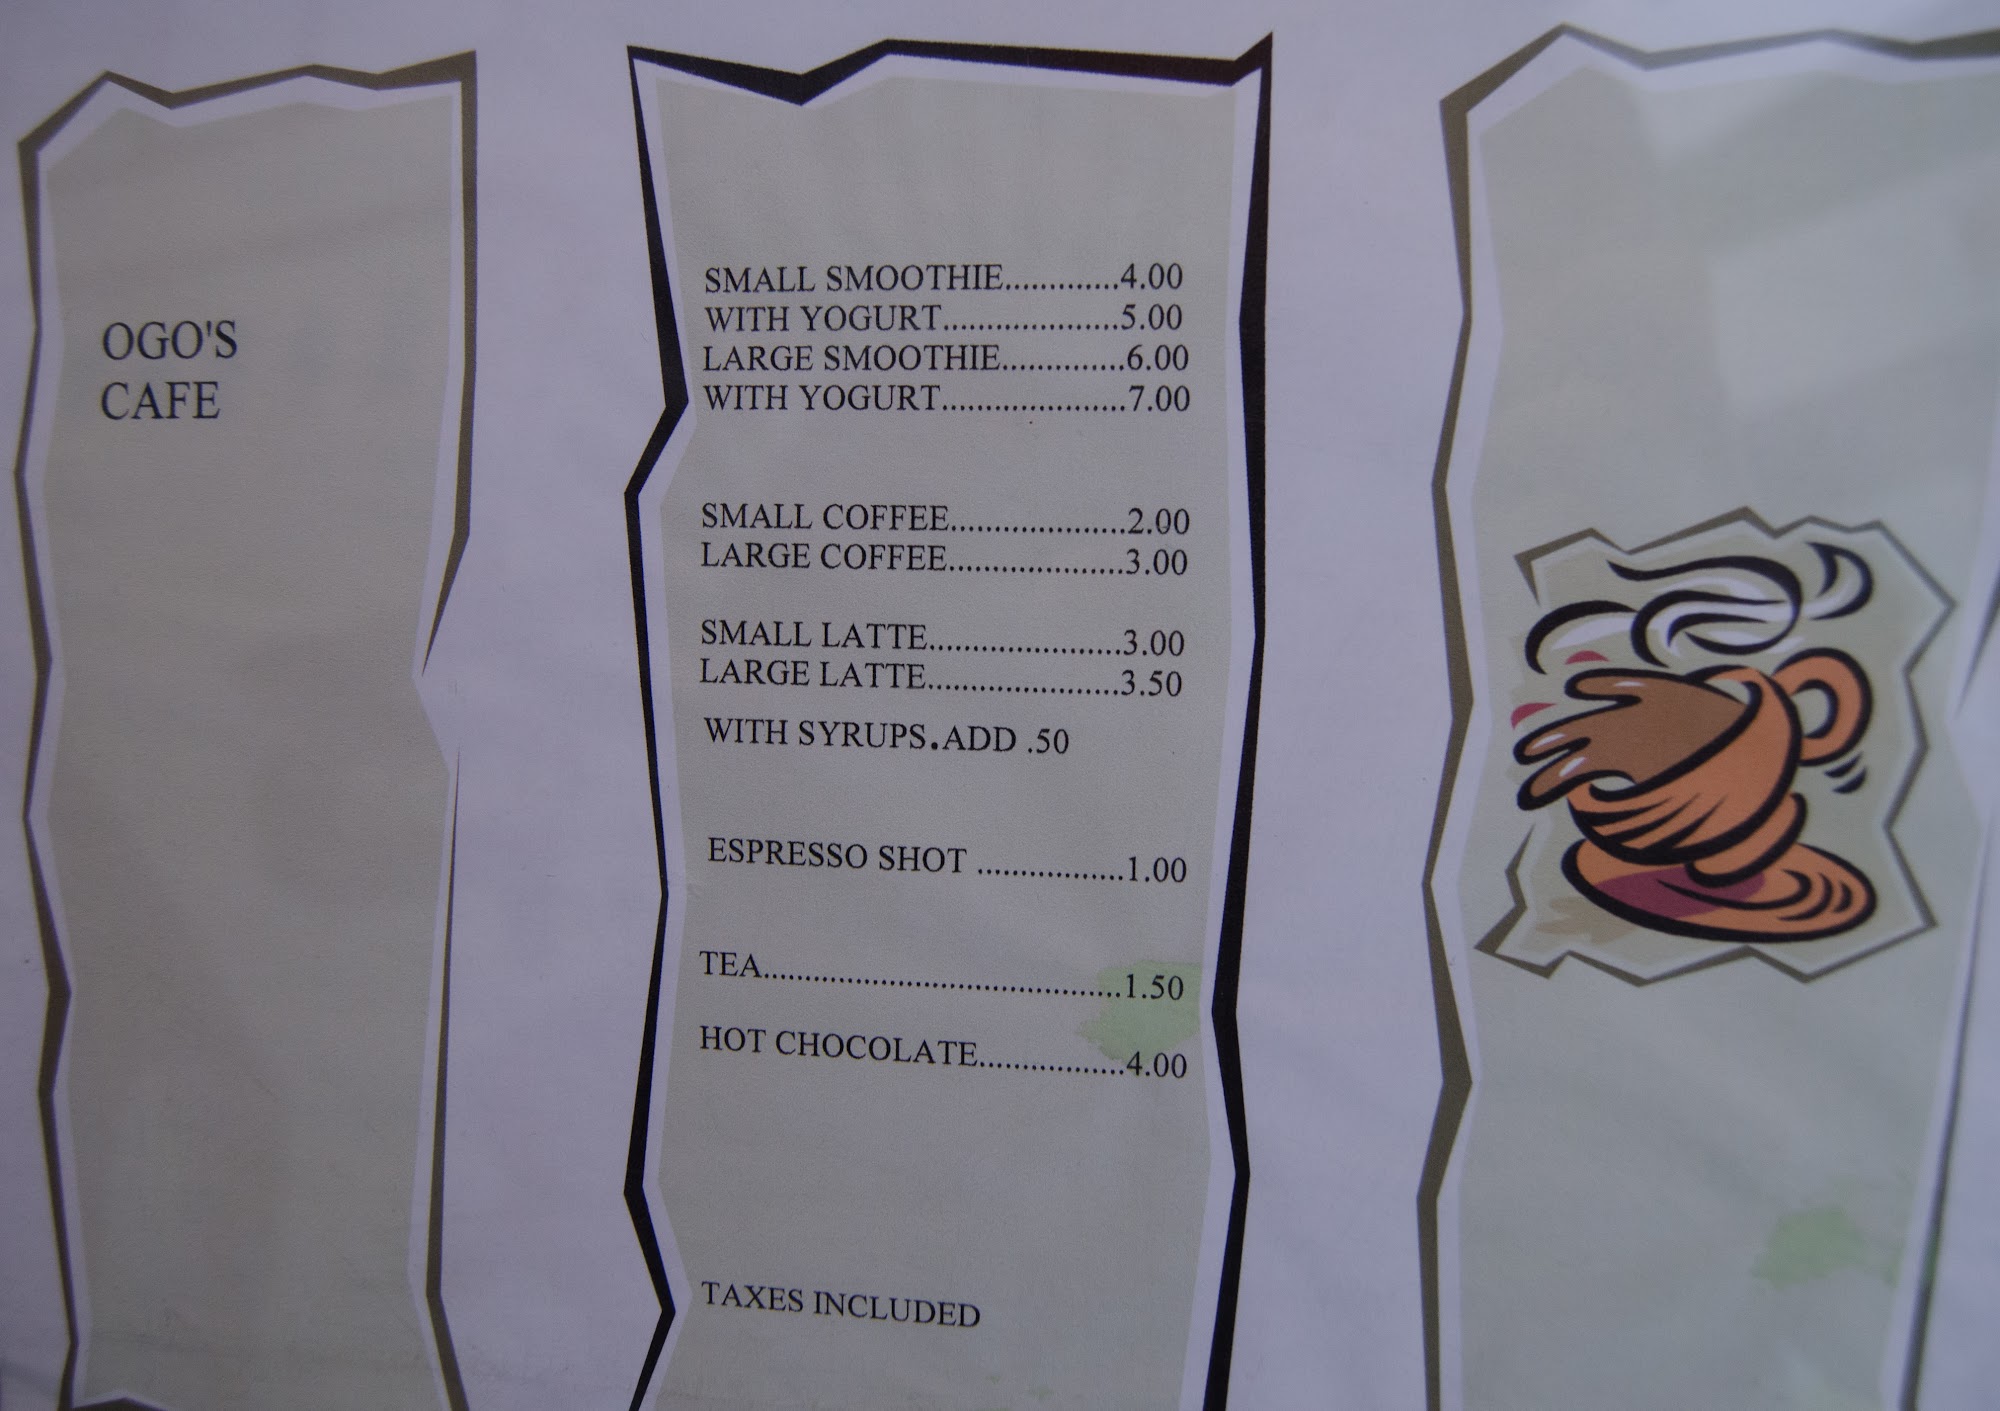 OGO'S
CAFE
SMALL SMOOTHIE.............4.00
WITH YOGURT.....................5.00
LARGE SMOOTHIE..............6.00
WITH YOGURT.....................7.00
SMALL COFFEE....................2.00
LARGE COFFEE....................3.00
SMALL LATTE......................3.00
LARGE LATTE......................3.50
WITH SYRUPS.ADD .50
ESPRESSO SHOT .................1.00
TEA..........................................1.50
HOT CHOCOLATE.................4.00
TAXES INCLUDED